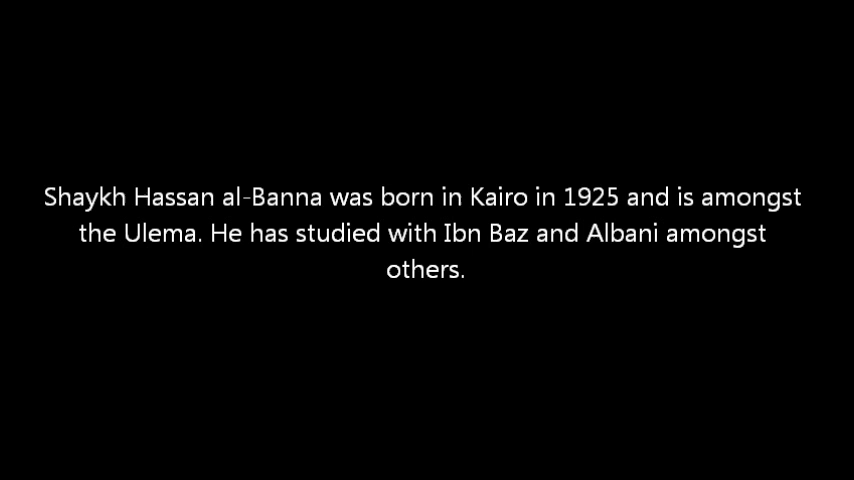 Shaykh Hassan al-Banna was born in Kairo in 1925 and is amongst
the Ulema. He has studied with Ibn Baz and Albani amongst
others.